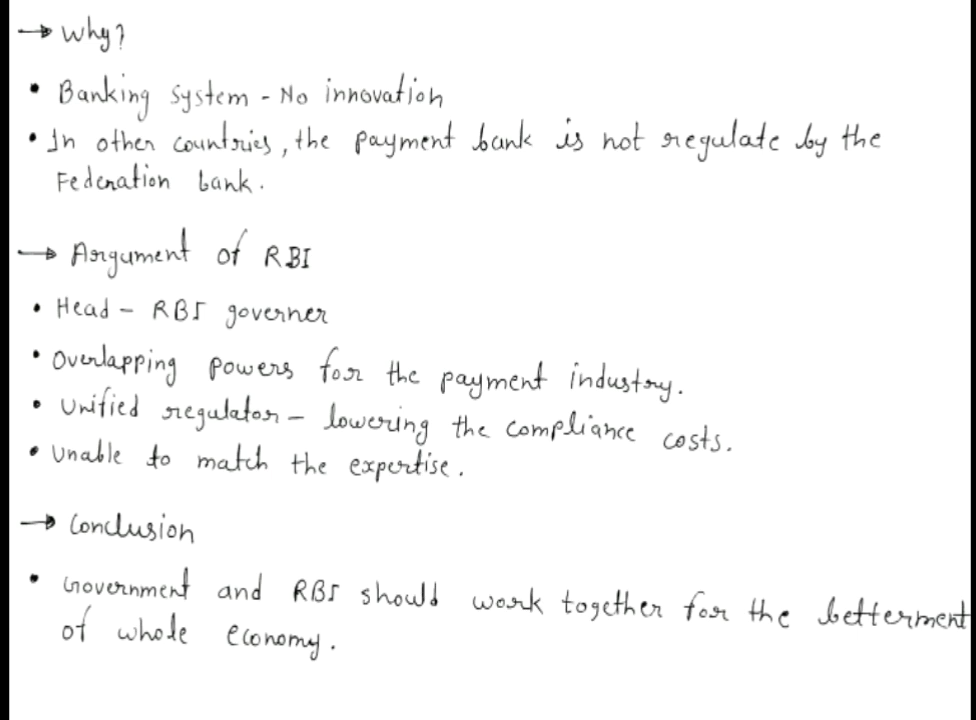 → Why?
• Banking system - No innovation
• In other countries, the payment bank is not regulate by the
Federation bank.
→ Argument of RBI
• Head - RBI governer
• Overlapping powers for the payment industry.
• Unified regulator - lowering the compliance costs.
• Unable to match the expertise.
→ Conclusion
• Government and RBI should work together for the betterment
of whole economy.